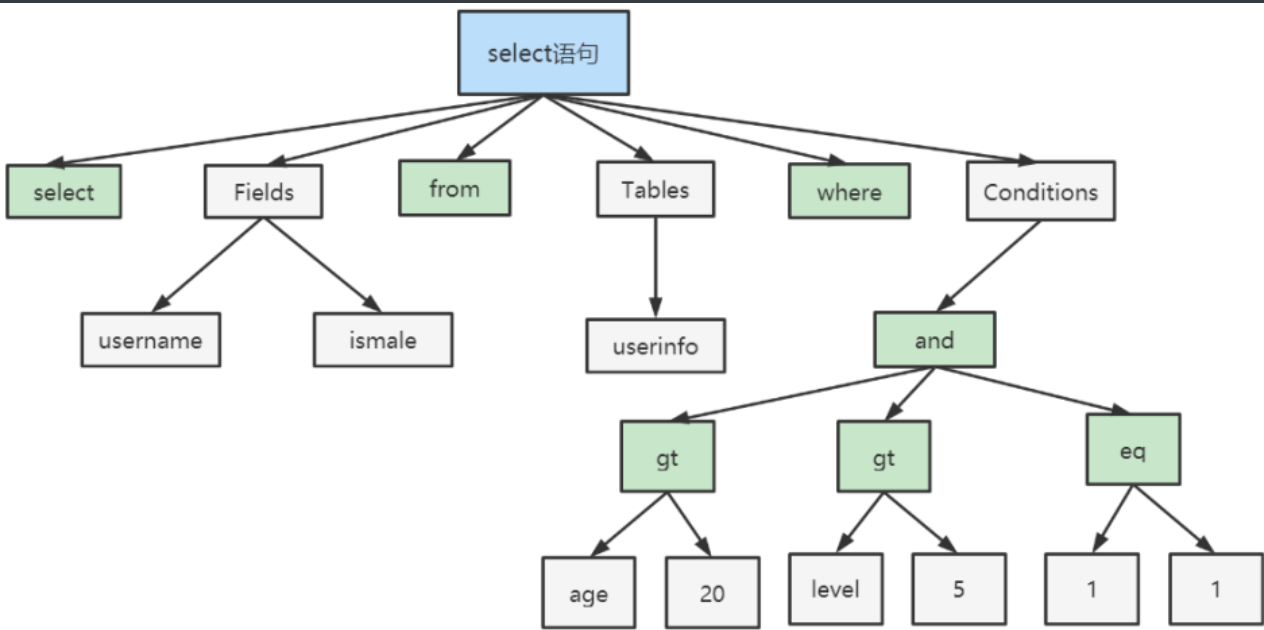 select语句
select
Fields
from
Tables
where
Conditions
username
ismale
userinfo
and
gt
gt
eq
age
20
level
5
1
1